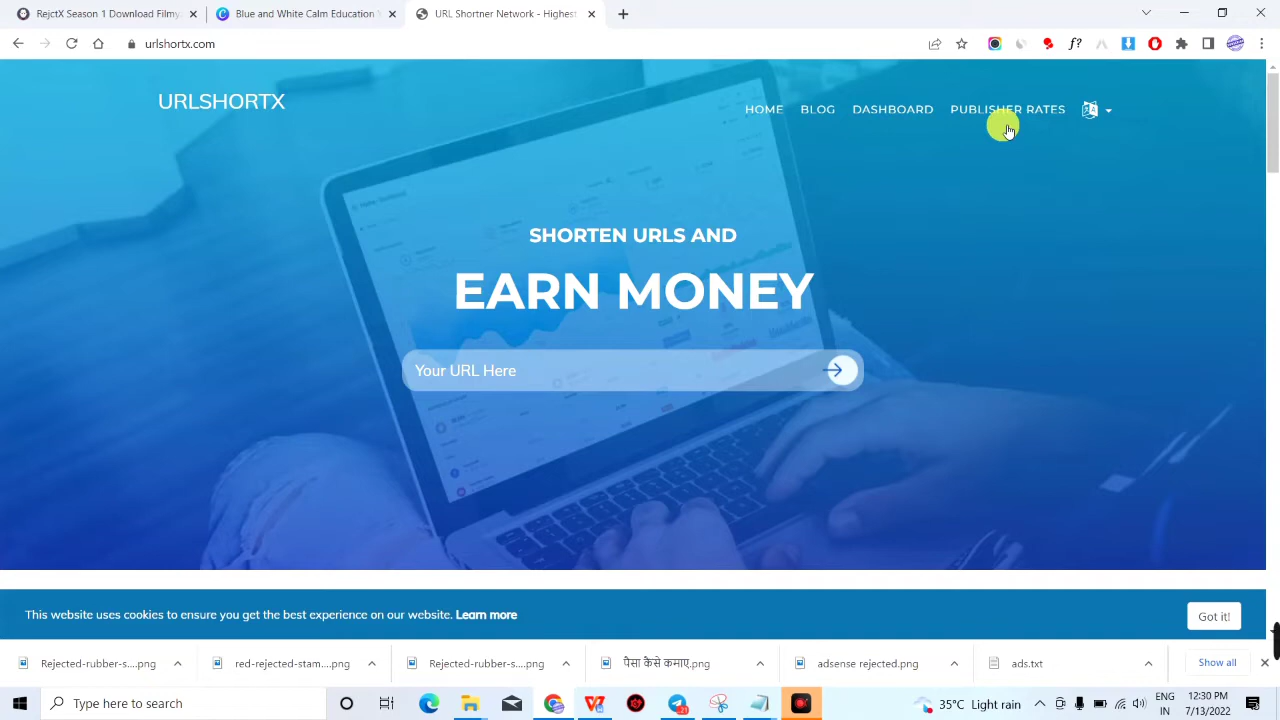 RejctX Season 1 Download Filmy
Blue and White Calm Education Y
URL Shortner Network - Highest
urlshortx.com
f?
URLSHORTX
HOME BLOG DASHBOARD PUBLISHER RATES
SHORTEN URLS AND
EARN MONEY
Your URL Here
This website uses cookies to ensure you get the best experience on our website. Learn more
Got it!
Rejected-rubber-s....png
red-rejected-stam....png
Rejected-rubber-s....png
पैसा कैसे कमाए.png
adsense rejected.png
ads.txt
Show all
Type here to search
35°C Light rain
ENG
IN
12:30 PM
7/13/2022